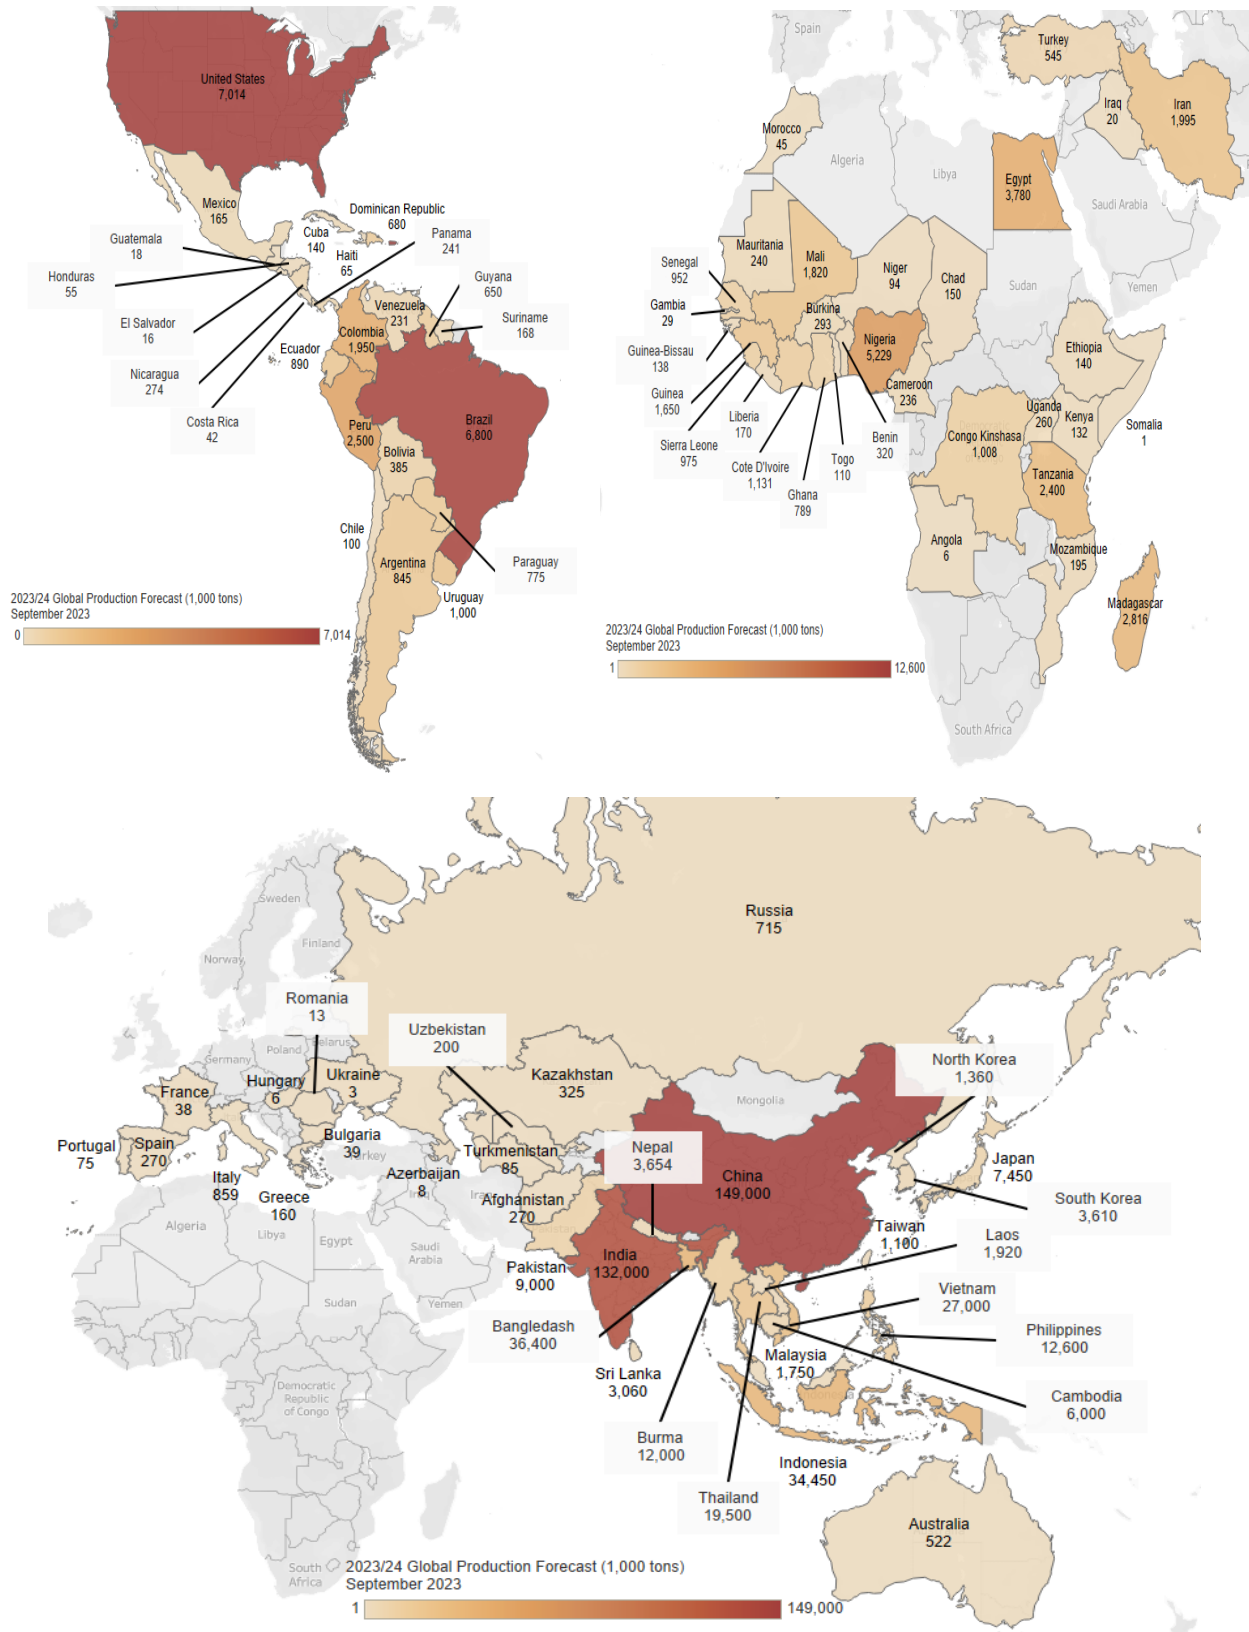 United States
7,014
Mexico
165
Dominican Republic
680
Cuba
140
Haiti
65
Panama
241
Guatemala
18
Honduras
55
El Salvador
16
Nicaragua
274
Costa Rica
42
Guyana
650
Venezuela
231
Suriname
168
Colombia
1,950
Ecuador
890
Peru
2,500
Brazil
6,800
Bolivia
385
Chile
100
Argentina
845
Paraguay
775
Uruguay
1,000
2023/24 Global Production Forecast (1,000 tons)
September 2023
0
7,014
Spain
Turkey
545
Iraq
20
Iran
1,995
Morocco
45
Algeria
Libya
Egypt
3,780
Saudi Arabia
Mauritania
240
Mali
1,820
Niger
94
Chad
150
Sudan
Yemen
Senegal
952
Gambia
29
Guinea-Bissau
138
Guinea
1,650
Sierra Leone
975
Liberia
170
Cote D'Ivoire
1,131
Ghana
789
Togo
110
Benin
320
Burkina
293
Nigeria
5,229
Cameroon
236
Ethiopia
140
Uganda
260
Kenya
132
Somalia
1
Congo Kinshasa
1,008
Tanzania
2,400
Angola
6
Mozambique
195
Madagascar
2,816
South Africa
2023/24 Global Production Forecast (1,000 tons)
September 2023
1
12,600
Russia
715
Sweden
Finland
Norway
Romania
13
Uzbekistan
200
Belarus
Poland
Germany
Hungary
6
Ukraine
3
Kazakhstan
325
North Korea
1,360
Mongolia
France
38
Portugal
75
Spain
270
Italy
859
Greece
160
Bulgaria
39
Turkey
Azerbaijan
8
Turkmenistan
85
Afghanistan
270
Nepal
3,654
China
149,000
Japan
7,450
South Korea
3,610
Taiwan
1,100
Laos
1,920
Algeria
Libya
Egypt
Saudi
Arabia
Iraq
Iran
Pakistan
Pakistan
9,000
India
132,000
Vietnam
27,000
Sudan
Yemen
Bangledash
36,400
Philippines
12,600
Sri Lanka
3,060
Malaysia
1,750
Indonesia
Cambodia
6,000
Democratic
Republic
of Congo
Burma
12,000
Indonesia
34,450
Thailand
19,500
Australia
522
South
Africa
2023/24 Global Production Forecast (1,000 tons)
September 2023
1
149,000